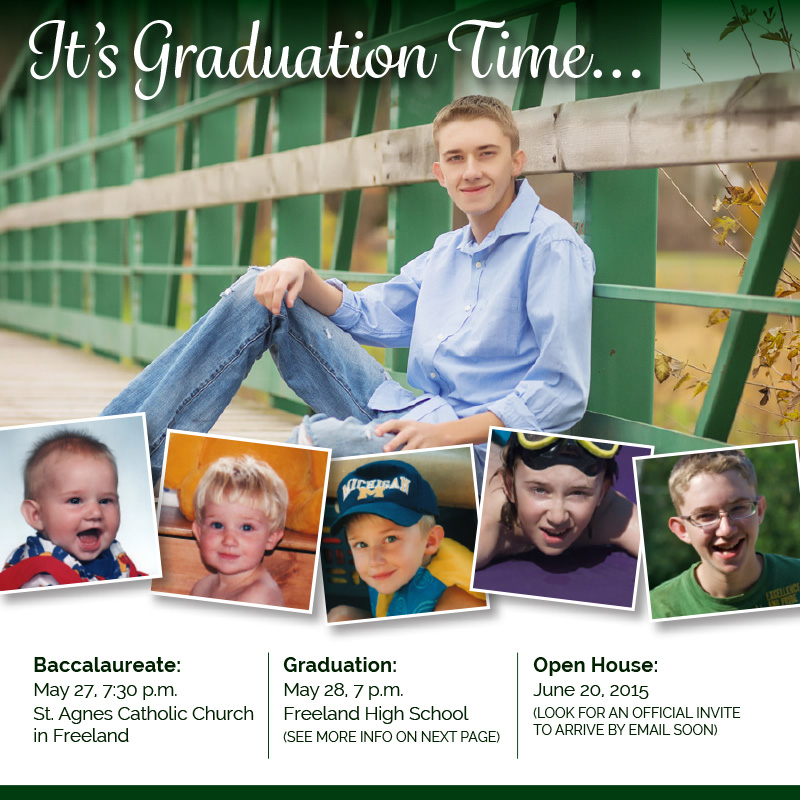 It's Graduation Time...
MICHIGAN
M
Baccalaureate:
May 27, 7:30 p.m.
St. Agnes Catholic Church
in Freeland
Graduation:
May 28, 7 p.m.
Freeland High School
(SEE MORE INFO ON NEXT PAGE)
Open House:
June 20, 2015
(LOOK FOR AN OFFICIAL INVITE
TO ARRIVE BY EMAIL SOON)